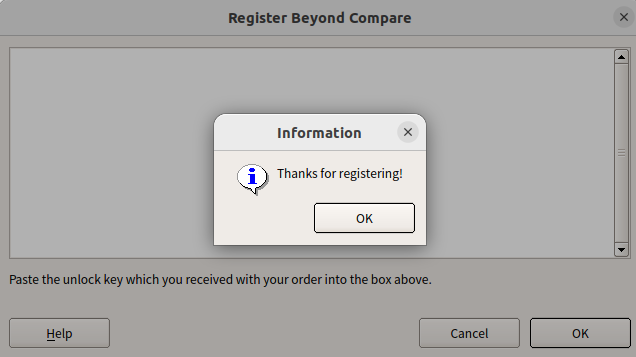 Register Beyond Compare
Information
Thanks for registering!
OK
Paste the unlock key which you received with your order into the box above.
Help
Cancel
OK